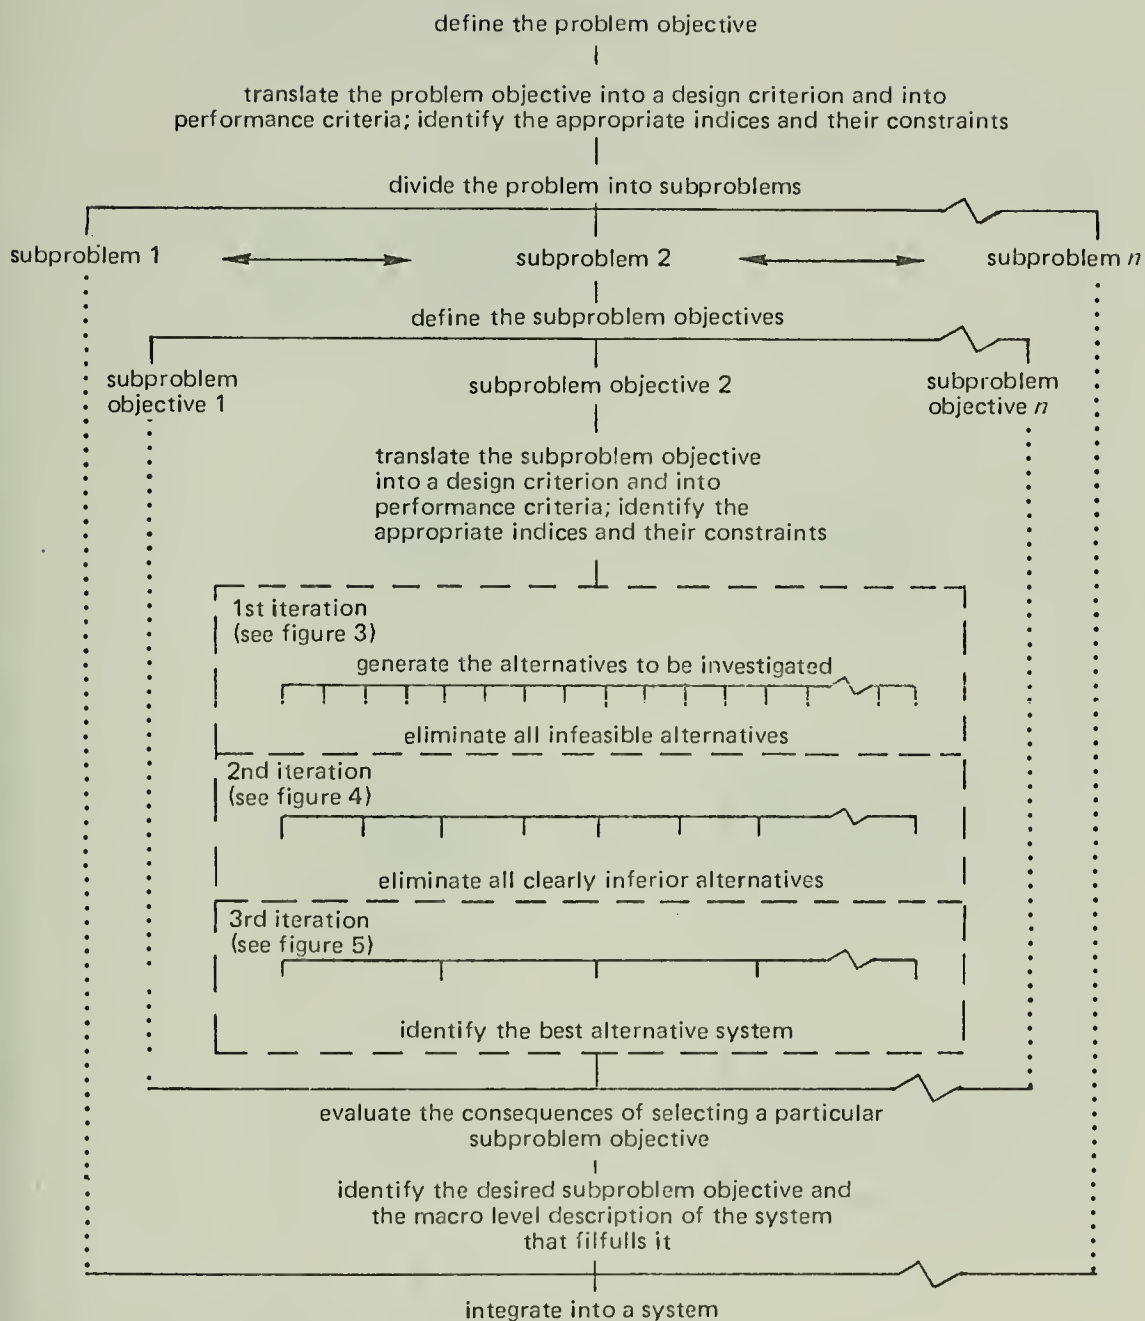 define the problem objective
translate the problem objective into a design criterion and into
performance criteria; identify the appropriate indices and their constraints
divide the problem into subproblems
subproblem 1
subproblem 2
subproblem n
define the subproblem objectives
subproblem
objective 1
subproblem objective 2
subproblem
objective n
translate the subproblem objective
into a design criterion and into
performance criteria; identify the
appropriate indices and their constraints
1st iteration
(see figure 3)
generate the alternatives to be investigated
eliminate all infeasible alternatives
2nd iteration
(see figure 4)
eliminate all clearly inferior alternatives
3rd iteration
(see figure 5)
identify the best alternative system
evaluate the consequences of selecting a particular
subproblem objective
identify the desired subproblem objective and
the macro level description of the system
that filfulls it
integrate into a system